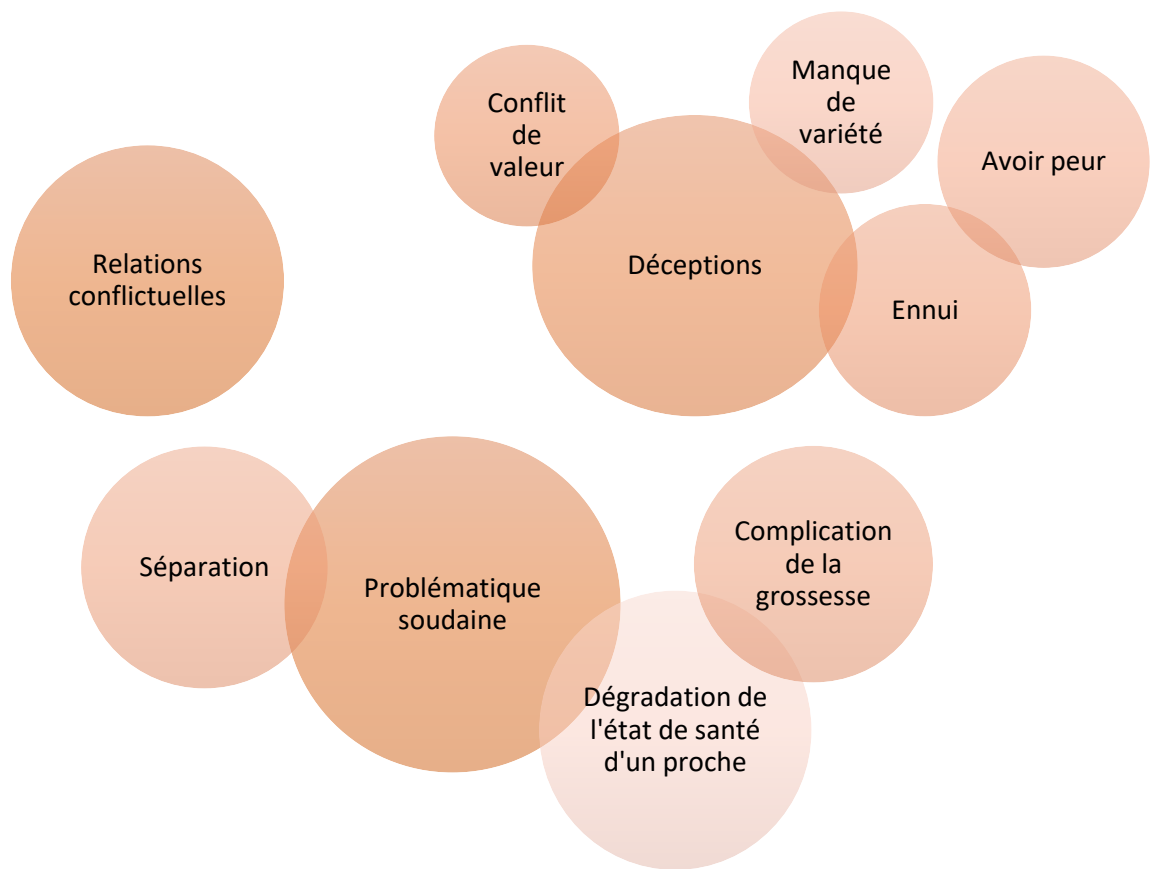 Conflit
de
valeur
Manque
de
variété
Avoir peur
Relations
conflictuelles
Déceptions
Ennui
Séparation
Problématique
soudaine
Complication
de la
grossesse
Dégradation de
l'état de santé
d'un proche